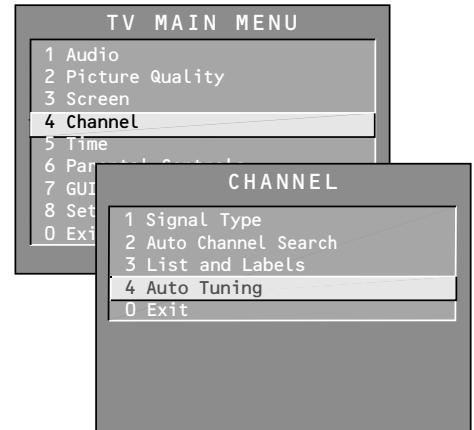 TV MAIN MENU
1 Audio
2 Picture Quality
3 Screen
4 Channel
5 Time
6
7
8
0
CHANNEL
1 Signal Type
2 Auto Channel Search
3 List and Labels
4 Auto Tuning
0 Exit